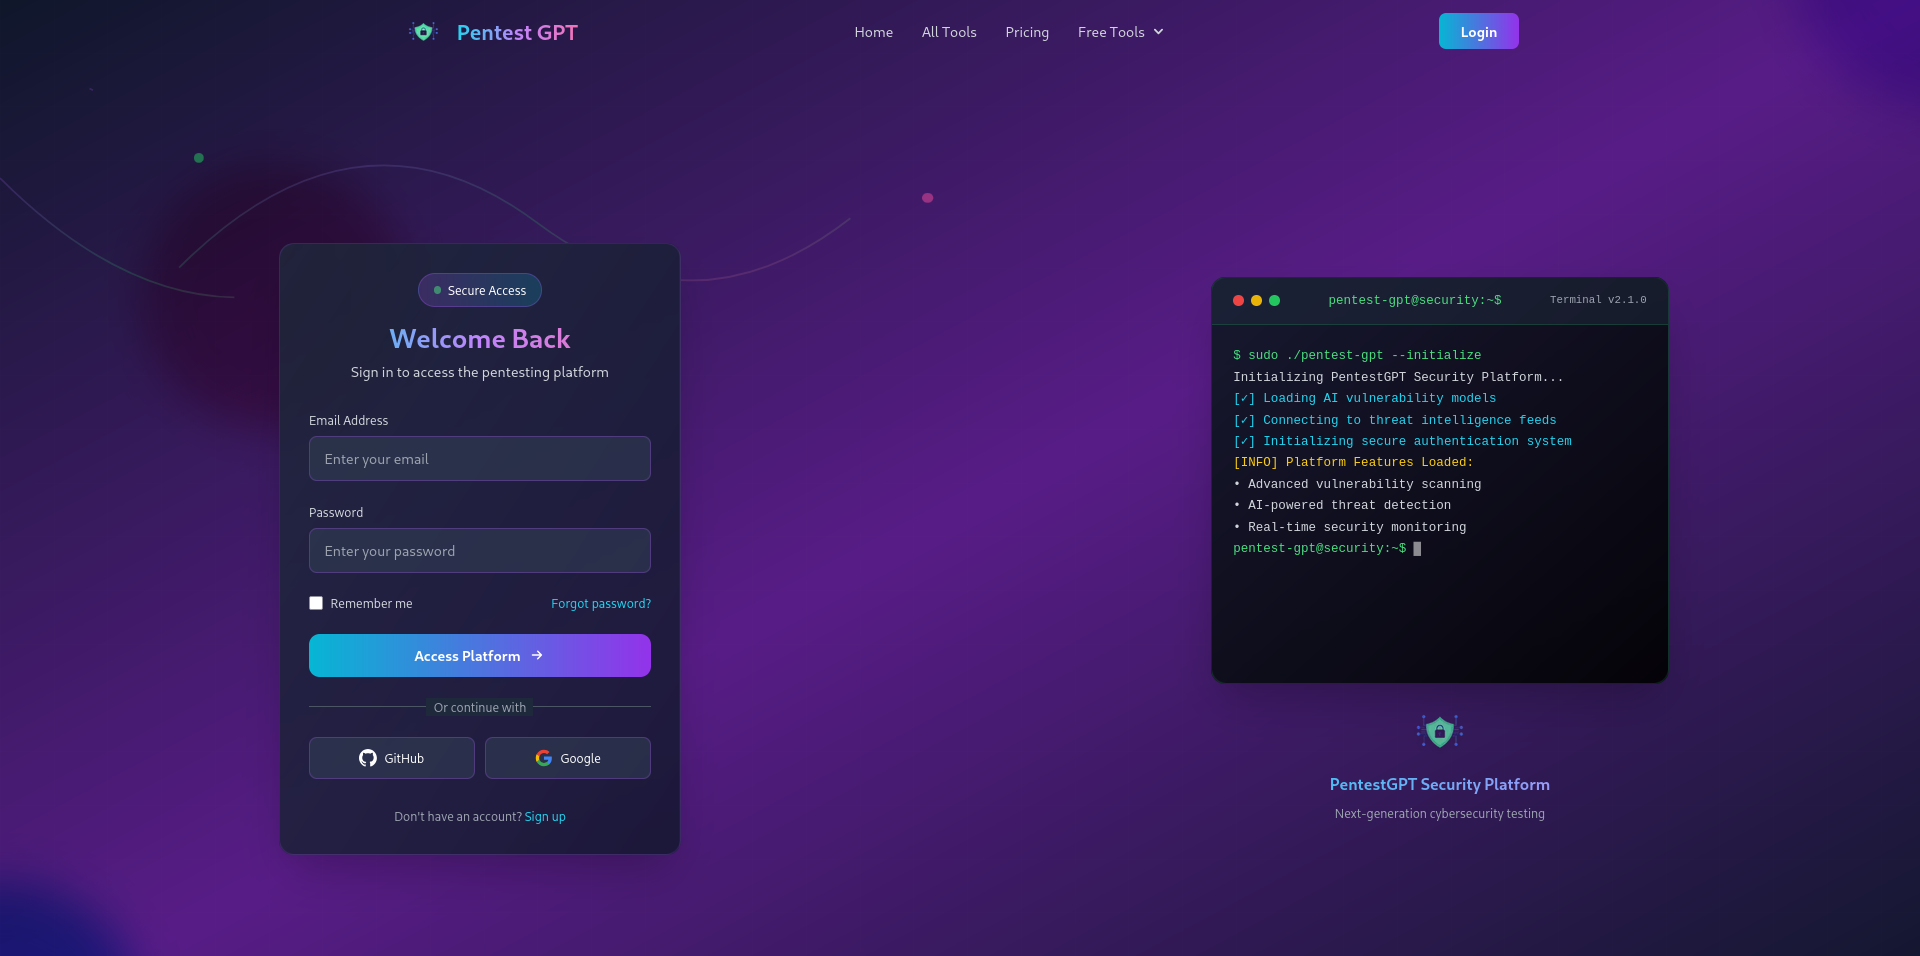 Pentest GPT
Home
All Tools
Pricing
Free Tools
Login
Secure Access
Welcome Back
Sign in to access the pentesting platform
Email Address
Enter your email
Password
Enter your password
Remember me
Forgot password?
Access Platform
Or continue with
GitHub
Google
Don't have an account? Sign up
pentest-gpt@security:~$
Terminal v2.1.0
$ sudo ./pentest-gpt --initialize
Initializing PentestGPT Security Platform...
[✓] Loading AI vulnerability models
[✓] Connecting to threat intelligence feeds
[✓] Initializing secure authentication system
[INFO] Platform Features Loaded:
• Advanced vulnerability scanning
• AI-powered threat detection
• Real-time security monitoring
pentest-gpt@security:~$
PentestGPT Security Platform
Next-generation cybersecurity testing